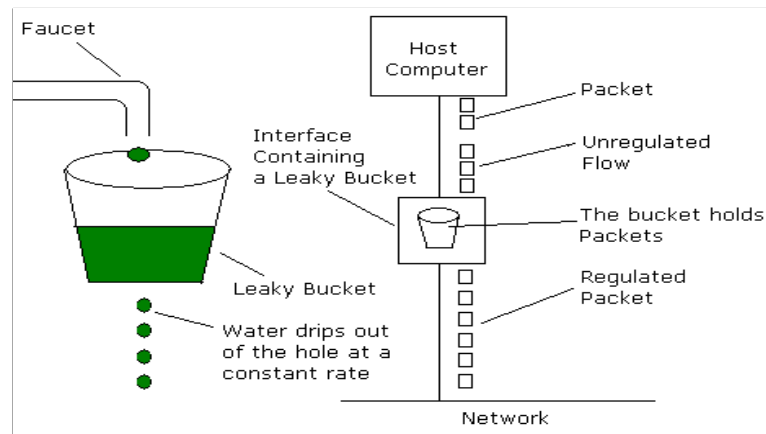 Faucet
Leaky Bucket
Water drips out
of the hole at a
constant rate
Host
Computer
Interface
Containing
a Leaky Bucket
Packet
Unregulated
Flow
The bucket holds
Packets
Regulated
Packet
Network